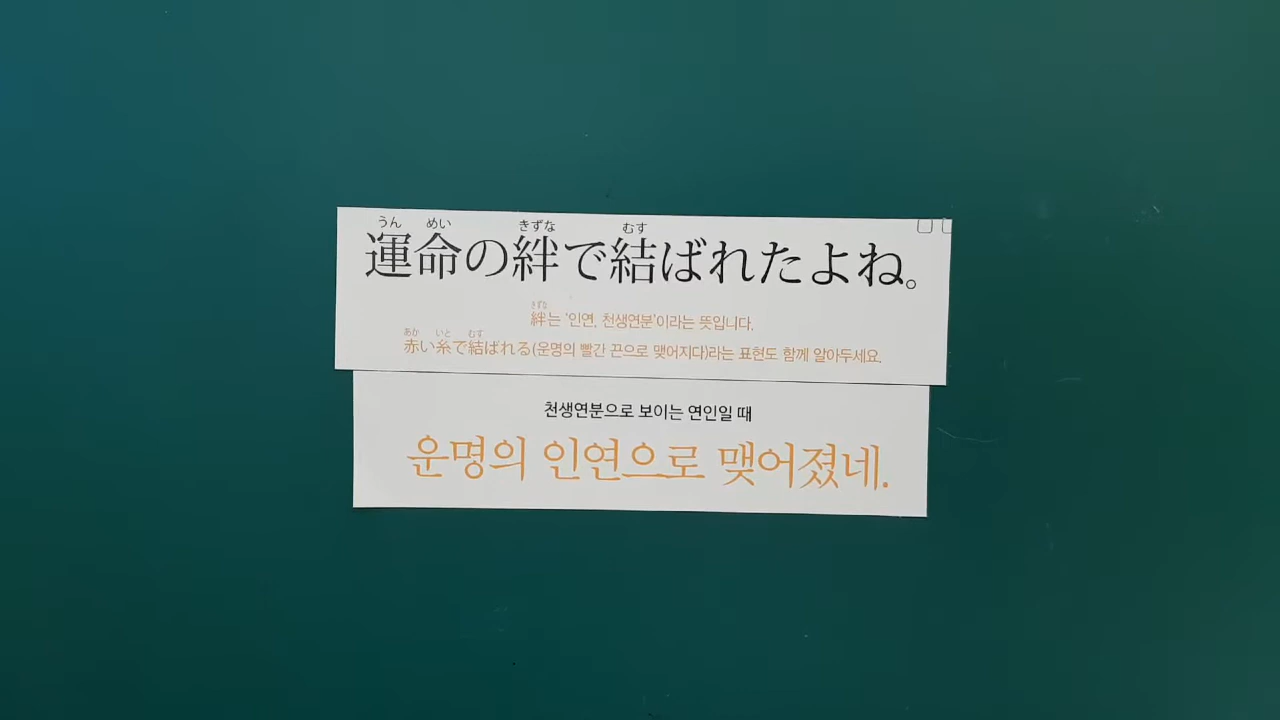 うん めい きずな むす
運命の絆で結ばれたよね。
きずな
絆는 '인연, 천생연분'이라는 뜻입니다.
あか いと むす
赤い糸で結ばれる(운명의 빨간 끈으로 맺어지다)라는 표현도 함께 알아두세요.
천생연분으로 보이는 연인일 때
운명의 인연으로 맺어졌네.